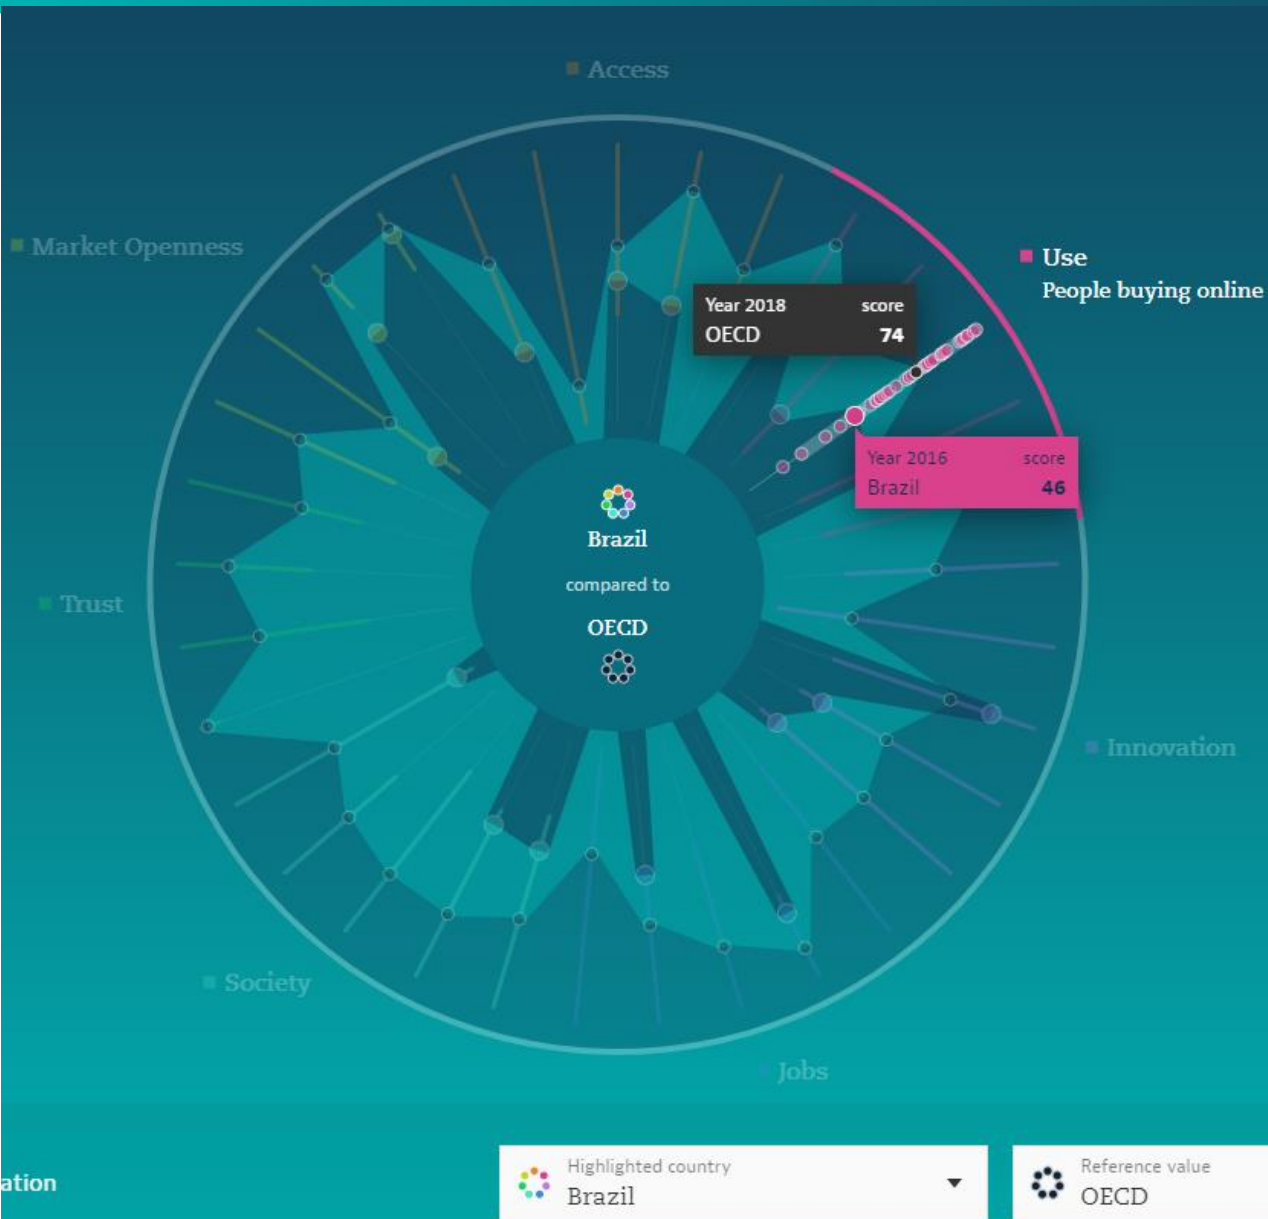 Access
Market Openness
Use
People buying online
Year 2018 score
OECD 74
Year 2016 score
Brazil 46
Brazil
compared to
OECD
Trust
Innovation
Society
Jobs
ation
Highlighted country
Brazil
Reference value
OECD